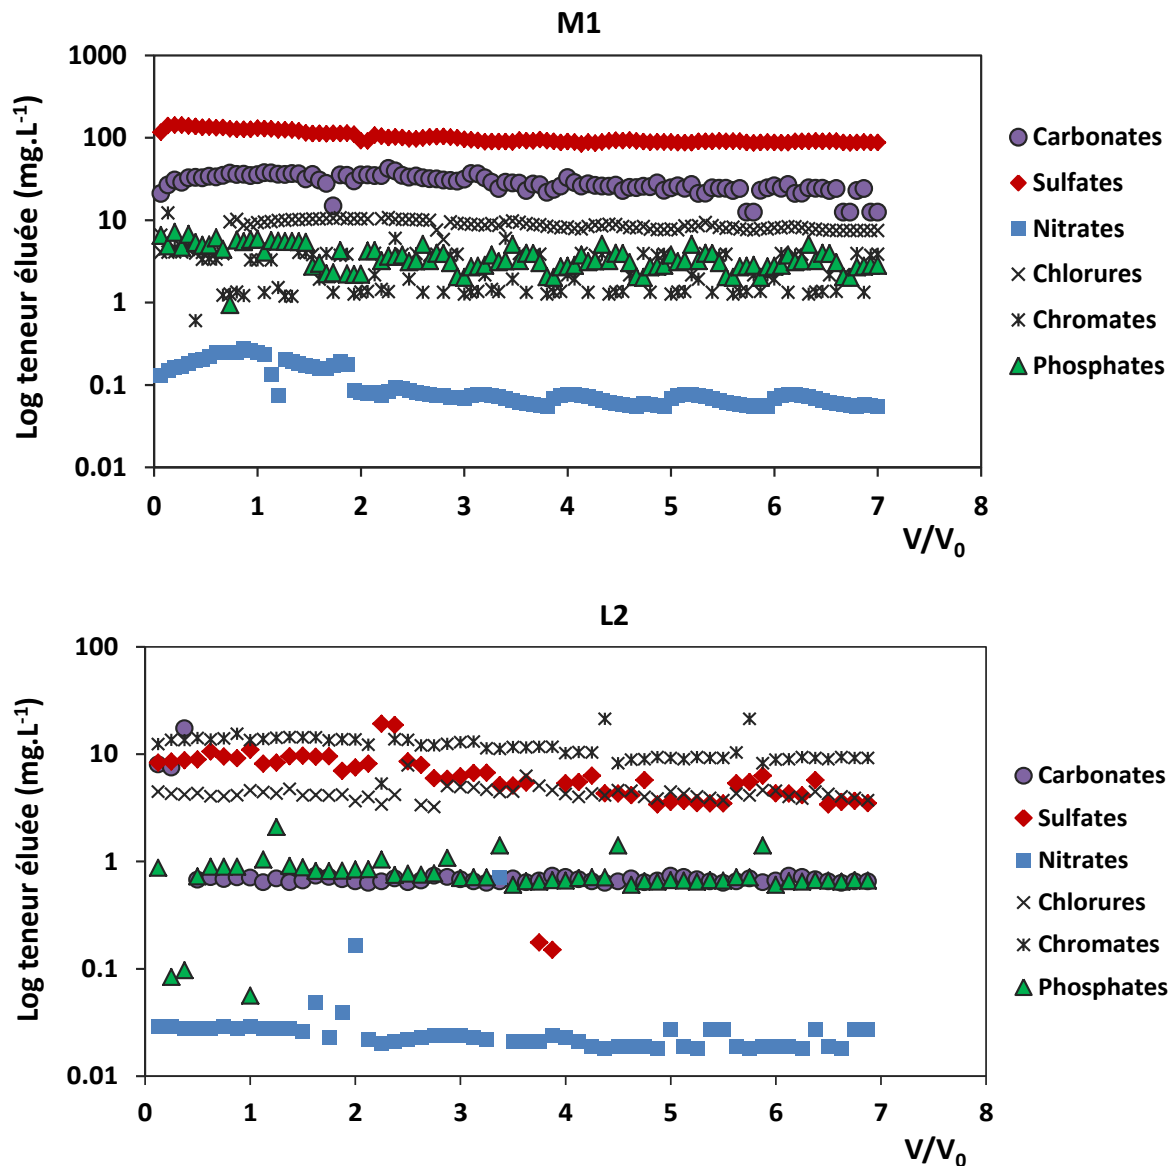 M1
Log teneur éluée (mg.L-1)
1000
100
10
1
0.1
0.01
0 1 2 3 4 5 6 7 8
V/V0
Carbonates
Sulfates
Nitrates
Chlorures
Chromates
Phosphates
L2
Log teneur éluée (mg.L-1)
100
10
1
0.1
0.01
0 1 2 3 4 5 6 7 8
V/V0
Carbonates
Sulfates
Nitrates
Chlorures
Chromates
Phosphates